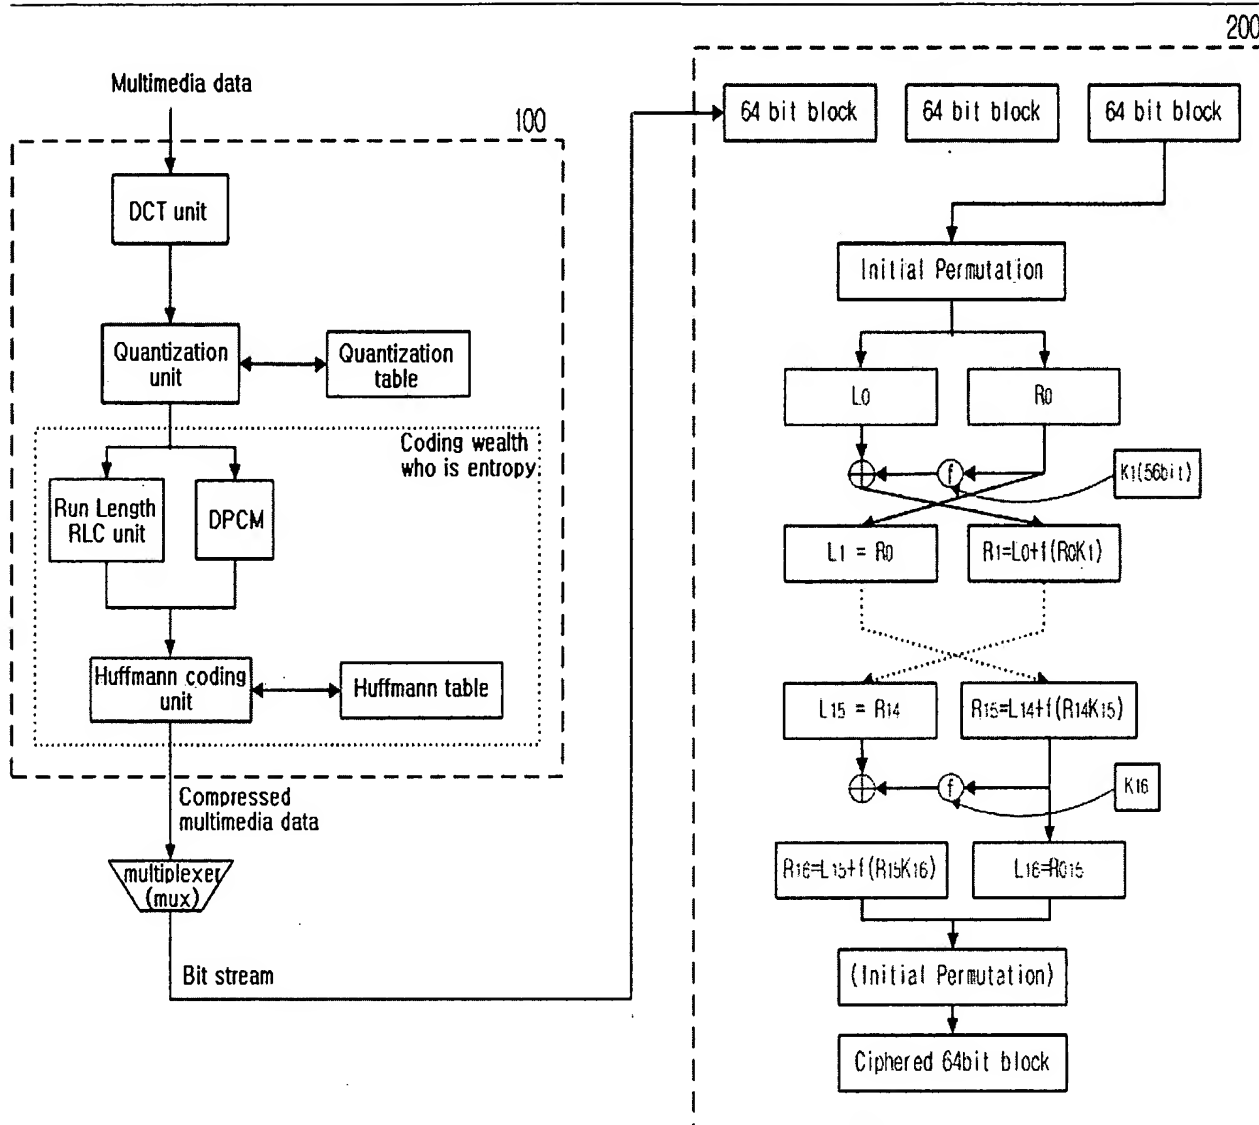 200
Multimedia data
100
DCT unit
Quantization
unit
Quantization
table
Coding wealth
who is entropy
Run Length
RLC unit
DPCM
Huffmann coding
unit
Huffmann table
Compressed
multimedia data
multiplexer
(mux)
Bit stream
64 bit block
64 bit block
64 bit block
Initial Permutation
L0
R0
f
K1(56bit)
L1 = R0
R1=L0+f(R0K1)
L15 = R14
R15=L14+f(R14K15)
f
K16
R16=L15+f(R15K16)
L16=R015
(Initial Permutation)
Ciphered 64bit block